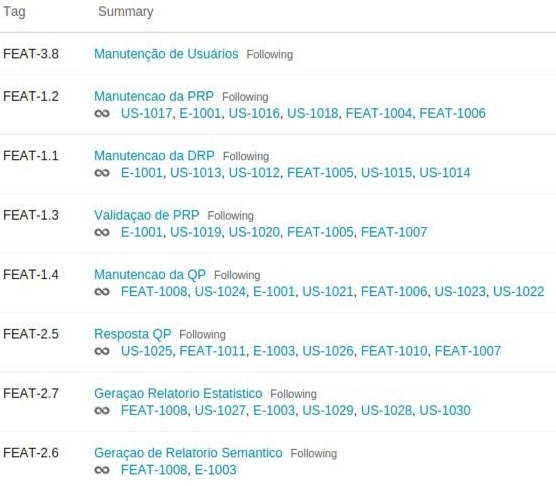 Tag Summary
FEAT-3.8 Manutenção de Usuários Following
FEAT-1.2 Manutencao da PRP Following
US-1017, E-1001, US-1016, US-1018, FEAT-1004, FEAT-1006
FEAT-1.1 Manutencao da DRP Following
E-1001, US-1013, US-1012, FEAT-1005, US-1015, US-1014
FEAT-1.3 Validaçao de PRP Following
E-1001, US-1019, US-1020, FEAT-1005, FEAT-1007
FEAT-1.4 Manutencao da QP Following
FEAT-1008, US-1024, E-1001, US-1021, FEAT-1006, US-1023, US-1022
FEAT-2.5 Resposta QP Following
US-1025, FEAT-1011, E-1003, US-1026, FEAT-1010, FEAT-1007
FEAT-2.7 Geraçao Relatorio Estatistico Following
FEAT-1008, US-1027, E-1003, US-1029, US-1028, US-1030
FEAT-2.6 Geraçao de Relatorio Semantico Following
FEAT-1008, E-1003